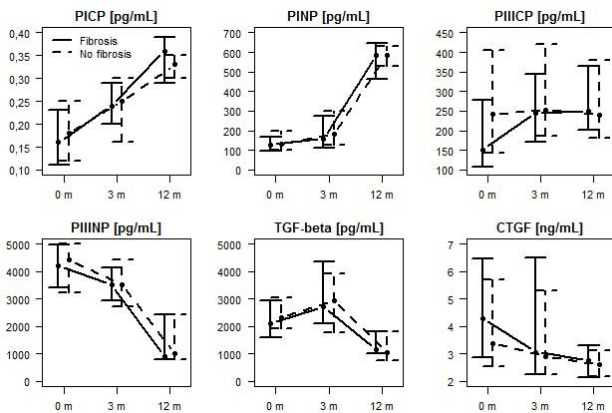 PICP [pg/mL]
0,40
0,35
0,30
0,25
0,20
0,15
0,10
Fibrosis
No fibrosis
0 m 3 m 12 m
PINP [pg/mL]
700
600
500
400
300
200
100
0 m 3 m 12 m
PIIICP [pg/mL]
450
400
350
300
250
200
150
100
0 m 3 m 12 m
PIIINP [pg/mL]
5000
4000
3000
2000
1000
0
0 m 3 m 12 m
TGF-beta [pg/mL]
5000
4000
3000
2000
1000
0
0 m 3 m 12 m
CTGF [ng/mL]
7
6
5
4
3
2
0 m 3 m 12 m